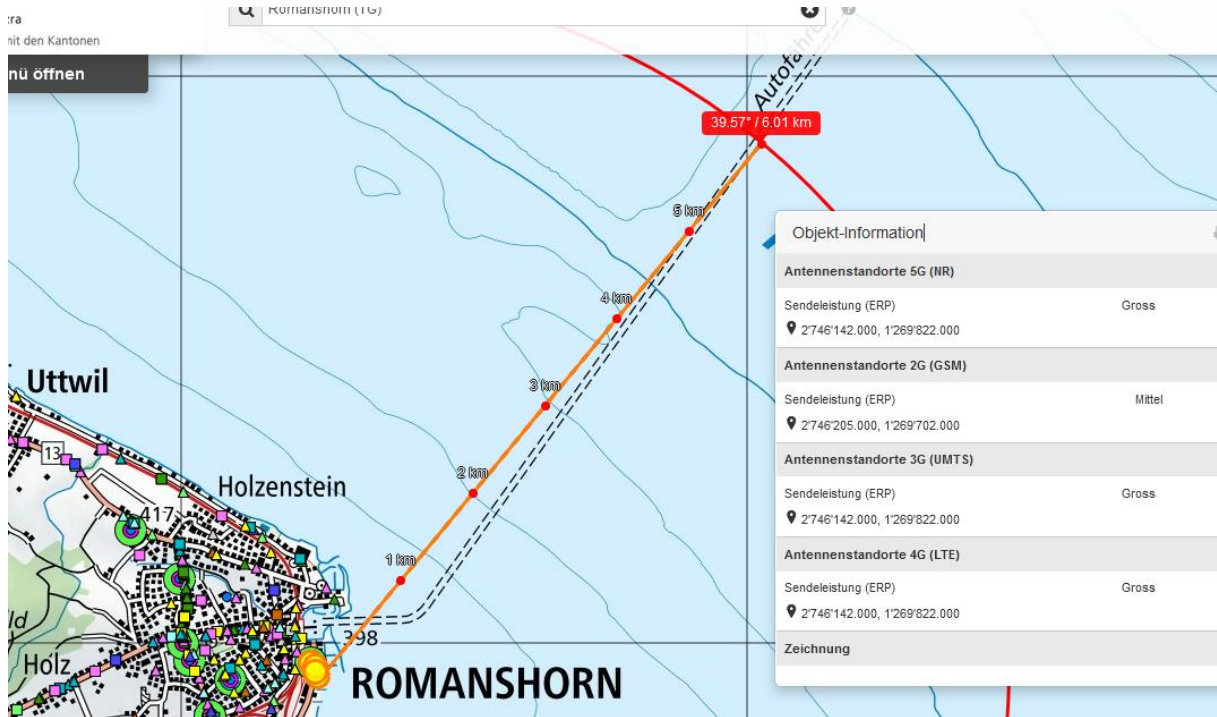 Romanshorn (TG)
mit den Kantonen
nü öffnen
39.57° / 6.01 km
5 km
4 km
3 km
2 km
1 km
Uttwil
13
Holzenstein
417
Holz
398
ROMANSHORN
Objekt-Information
Antennenstandorte 5G (NR)
Sendeleistung (ERP) Gross
2'746'142.000, 1'269'822.000
Antennenstandorte 2G (GSM)
Sendeleistung (ERP) Mittel
2'746'205.000, 1'269'702.000
Antennenstandorte 3G (UMTS)
Sendeleistung (ERP) Gross
2'746'142.000, 1'269'822.000
Antennenstandorte 4G (LTE)
Sendeleistung (ERP) Gross
2'746'142.000, 1'269'822.000
Zeichnung